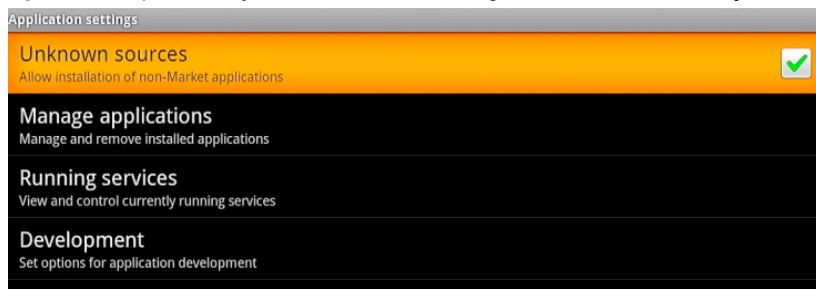 Application settings
Unknown sources
Allow installation of non-Market applications
Manage applications
Manage and remove installed applications
Running services
View and control currently running services
Development
Set options for application development